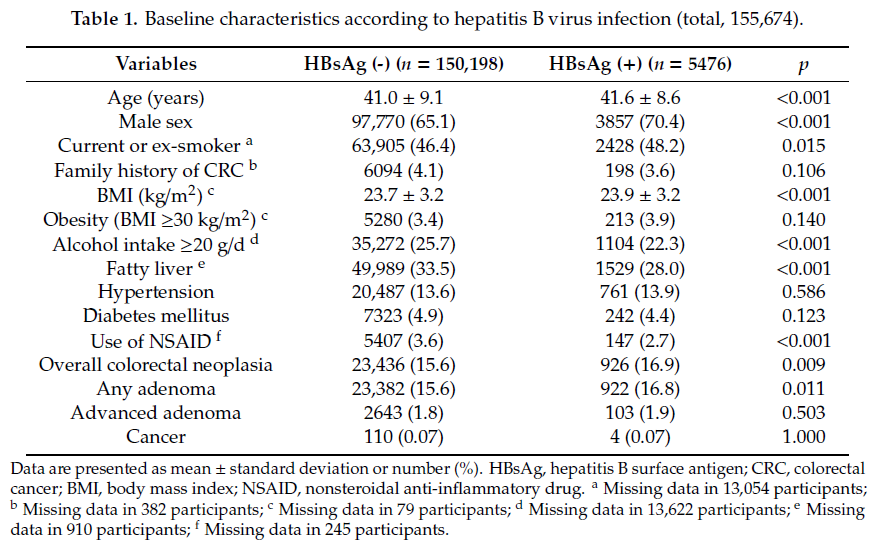 Table 1. Baseline characteristics according to hepatitis B virus infection (total, 155,674).
Variables HBsAg (-) (n = 150,198) HBsAg (+) (n = 5476) p
Age (years) 41.0 ± 9.1 41.6 ± 8.6 <0.001
Male sex 97,770 (65.1) 3857 (70.4) <0.001
Current or ex-smoker a 63,905 (46.4) 2428 (48.2) 0.015
Family history of CRC b 6094 (4.1) 198 (3.6) 0.106
BMI (kg/m2) c 23.7 ± 3.2 23.9 ± 3.2 <0.001
Obesity (BMI ≥30 kg/m2) c 5280 (3.4) 213 (3.9) 0.140
Alcohol intake ≥20 g/d d 35,272 (25.7) 1104 (22.3) <0.001
Fatty liver e 49,989 (33.5) 1529 (28.0) <0.001
Hypertension 20,487 (13.6) 761 (13.9) 0.586
Diabetes mellitus 7323 (4.9) 242 (4.4) 0.123
Use of NSAID f 5407 (3.6) 147 (2.7) <0.001
Overall colorectal neoplasia 23,436 (15.6) 926 (16.9) 0.009
Any adenoma 23,382 (15.6) 922 (16.8) 0.011
Advanced adenoma 2643 (1.8) 103 (1.9) 0.503
Cancer 110 (0.07) 4 (0.07) 1.000
Data are presented as mean ± standard deviation or number (%). HBsAg, hepatitis B surface antigen; CRC, colorectal
cancer; BMI, body mass index; NSAID, nonsteroidal anti-inflammatory drug. a Missing data in 13,054 participants;
b Missing data in 382 participants; c Missing data in 79 participants; d Missing data in 13,622 participants; e Missing
data in 910 participants; f Missing data in 245 participants.